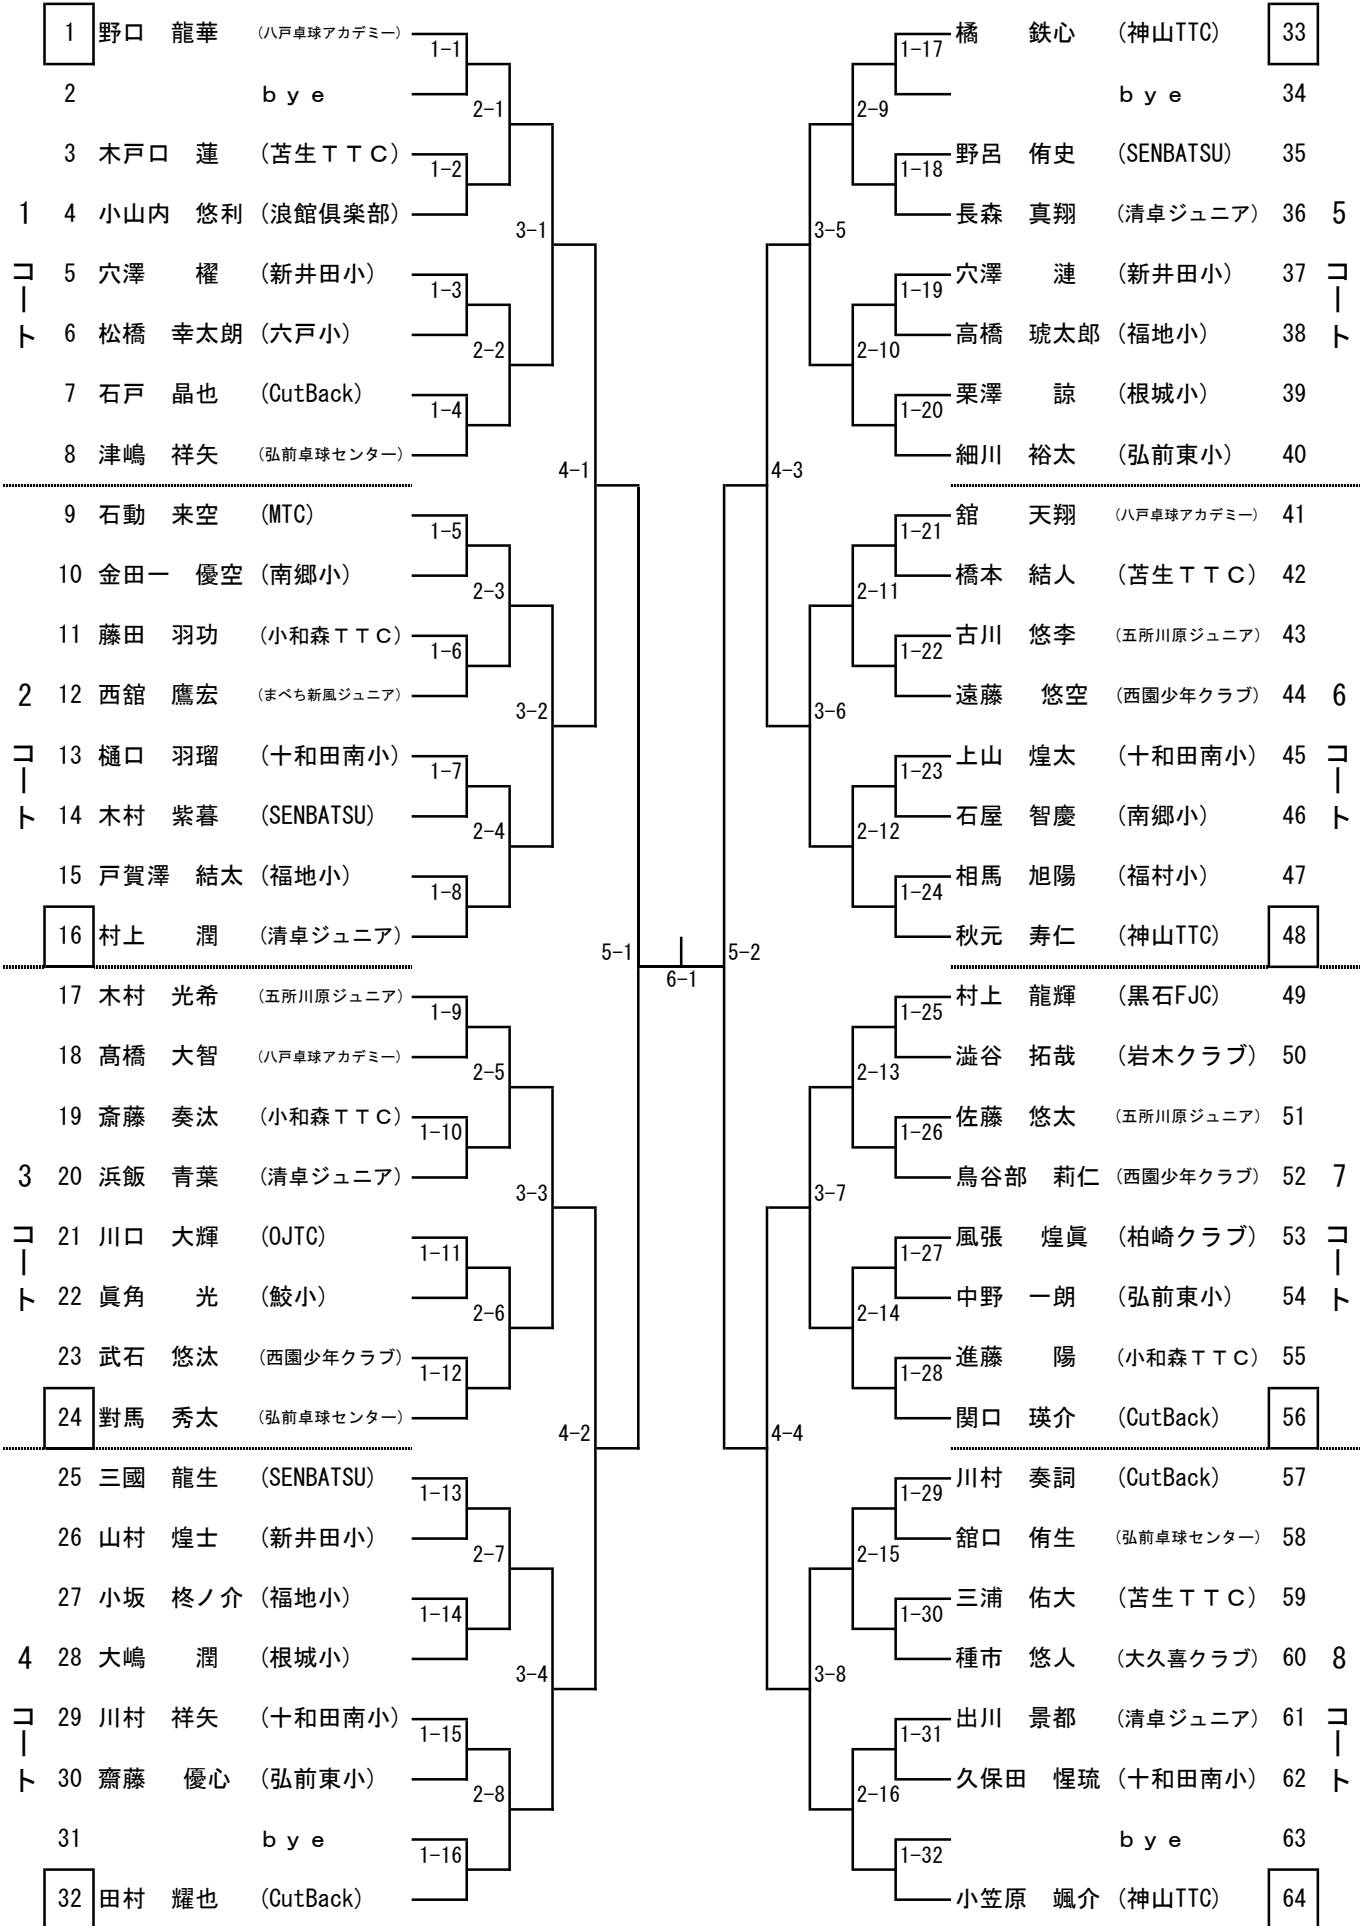 1 野口 龍華 (八戸卓球アカデミー)
1-1
2 bye
2-1
3 木戸口 蓮 (苫生ＴＴＣ)
1-2
1 4 小山内 悠利 (浪館倶楽部)
3-1
コート 5 穴澤 櫂 (新井田小)
1-3
6 松橋 幸太朗 (六戸小)
2-2
7 石戸 晶也 (CutBack)
1-4
8 津嶋 祥矢 (弘前卓球センター)
4-1
9 石動 来空 (MTC)
1-5
10 金田一 優空 (南郷小)
2-3
11 藤田 羽功 (小和森ＴＴＣ)
1-6
2 12 西舘 鷹宏 (まべち新風ジュニア)
3-2
コート 13 樋口 羽瑠 (十和田南小)
1-7
14 木村 紫暮 (SENBATSU)
2-4
15 戸賀澤 結太 (福地小)
1-8
16 村上 潤 (清卓ジュニア)
5-1
17 木村 光希 (五所川原ジュニア)
1-9
18 髙橋 大智 (八戸卓球アカデミー)
2-5
19 斎藤 奏汰 (小和森ＴＴＣ)
1-10
3 20 浜飯 青葉 (清卓ジュニア)
3-3
コート 21 川口 大輝 (OJTC)
1-11
22 眞角 光 (鮫小)
2-6
23 武石 悠汰 (西園少年クラブ)
1-12
24 對馬 秀太 (弘前卓球センター)
4-2
25 三國 龍生 (SENBATSU)
1-13
26 山村 煌士 (新井田小)
2-7
27 小坂 柊ノ介 (福地小)
1-14
4 28 大嶋 潤 (根城小)
3-4
コート 29 川村 祥矢 (十和田南小)
1-15
30 齋藤 優心 (弘前東小)
2-8
31 bye
1-16
32 田村 耀也 (CutBack)
6-1
橘 鉄心 (神山TTC) 33
1-17
bye 34
2-9
野呂 侑史 (SENBATSU) 35
1-18
長森 真翔 (清卓ジュニア) 36 5
3-5
穴澤 漣 (新井田小) 37 コート
1-19
高橋 琥太郎 (福地小) 38
2-10
栗澤 諒 (根城小) 39
1-20
細川 裕太 (弘前東小) 40
4-3
舘 天翔 (八戸卓球アカデミー) 41
1-21
橋本 結人 (苫生ＴＴＣ) 42
2-11
古川 悠李 (五所川原ジュニア) 43
1-22
遠藤 悠空 (西園少年クラブ) 44 6
3-6
上山 煌太 (十和田南小) 45 コート
1-23
石屋 智慶 (南郷小) 46
2-12
相馬 旭陽 (福村小) 47
1-24
秋元 寿仁 (神山TTC) 48
5-2
村上 龍輝 (黒石FJC) 49
1-25
澁谷 拓哉 (岩木クラブ) 50
2-13
佐藤 悠太 (五所川原ジュニア) 51
1-26
鳥谷部 莉仁 (西園少年クラブ) 52 7
3-7
風張 煌眞 (柏崎クラブ) 53 コート
1-27
中野 一朗 (弘前東小) 54
2-14
進藤 陽 (小和森ＴＴＣ) 55
1-28
関口 瑛介 (CutBack) 56
4-4
川村 奏詞 (CutBack) 57
1-29
舘口 侑生 (弘前卓球センター) 58
2-15
三浦 佑大 (苫生ＴＴＣ) 59
1-30
種市 悠人 (大久喜クラブ) 60 8
3-8
出川 景都 (清卓ジュニア) 61 コート
1-31
久保田 惺琉 (十和田南小) 62
2-16
bye 63
1-32
小笠原 颯介 (神山TTC) 64